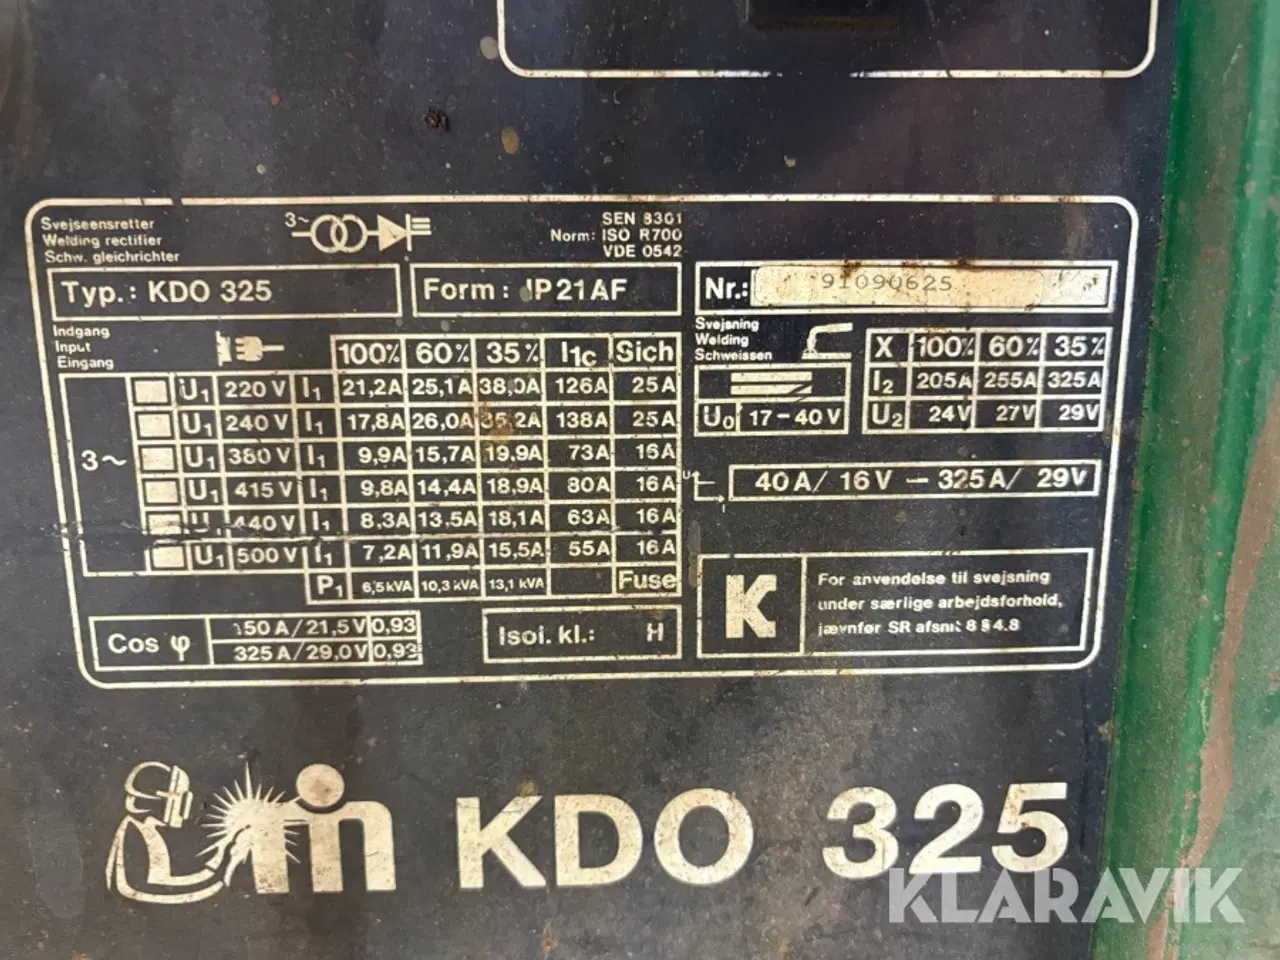 Svejseensretter
Welding rectifier
Schw. gleichrichter
3~
SEN 8301
Norm: ISO R700
VDE 0542
Typ.: KDO 325
Form: IP21AF
Nr.: 91090625
Indgang
Input
Eingang
100% 60% 35% I1c Sich
U1 220 V I1 21,2A 25,1A 38,0A 126A 25A
U1 240 V I1 17,8A 26,0A 35,2A 138A 25A
3~ U1 380 V I1 9,9A 15,7A 19,9A 73A 16A
U1 415 V I1 9,8A 14,4A 18,9A 80A 16A
U1 440 V I1 8,3A 13,5A 18,1A 63A 16A
U1 500 V I1 7,2A 11,9A 15,5A 55A 16A
P1 6,5 kVA 10,3 kVA 13,1 kVA Fuse
Svejsning
Welding
Schweissen
U0 17-40 V
X 100% 60% 35%
I2 205A 255A 325A
U2 24V 27V 29V
U I 40 A/ 16 V - 325 A/ 29 V
Cos φ 150 A/21,5 V 0,93
325 A/29,0 V 0,93
Isol. kl.: H
K
For anvendelse til svejsning
under særlige arbejdsforhold,
jævnfør SR afsnit 8 § 4.8
m KDO 325
KLARAVIK